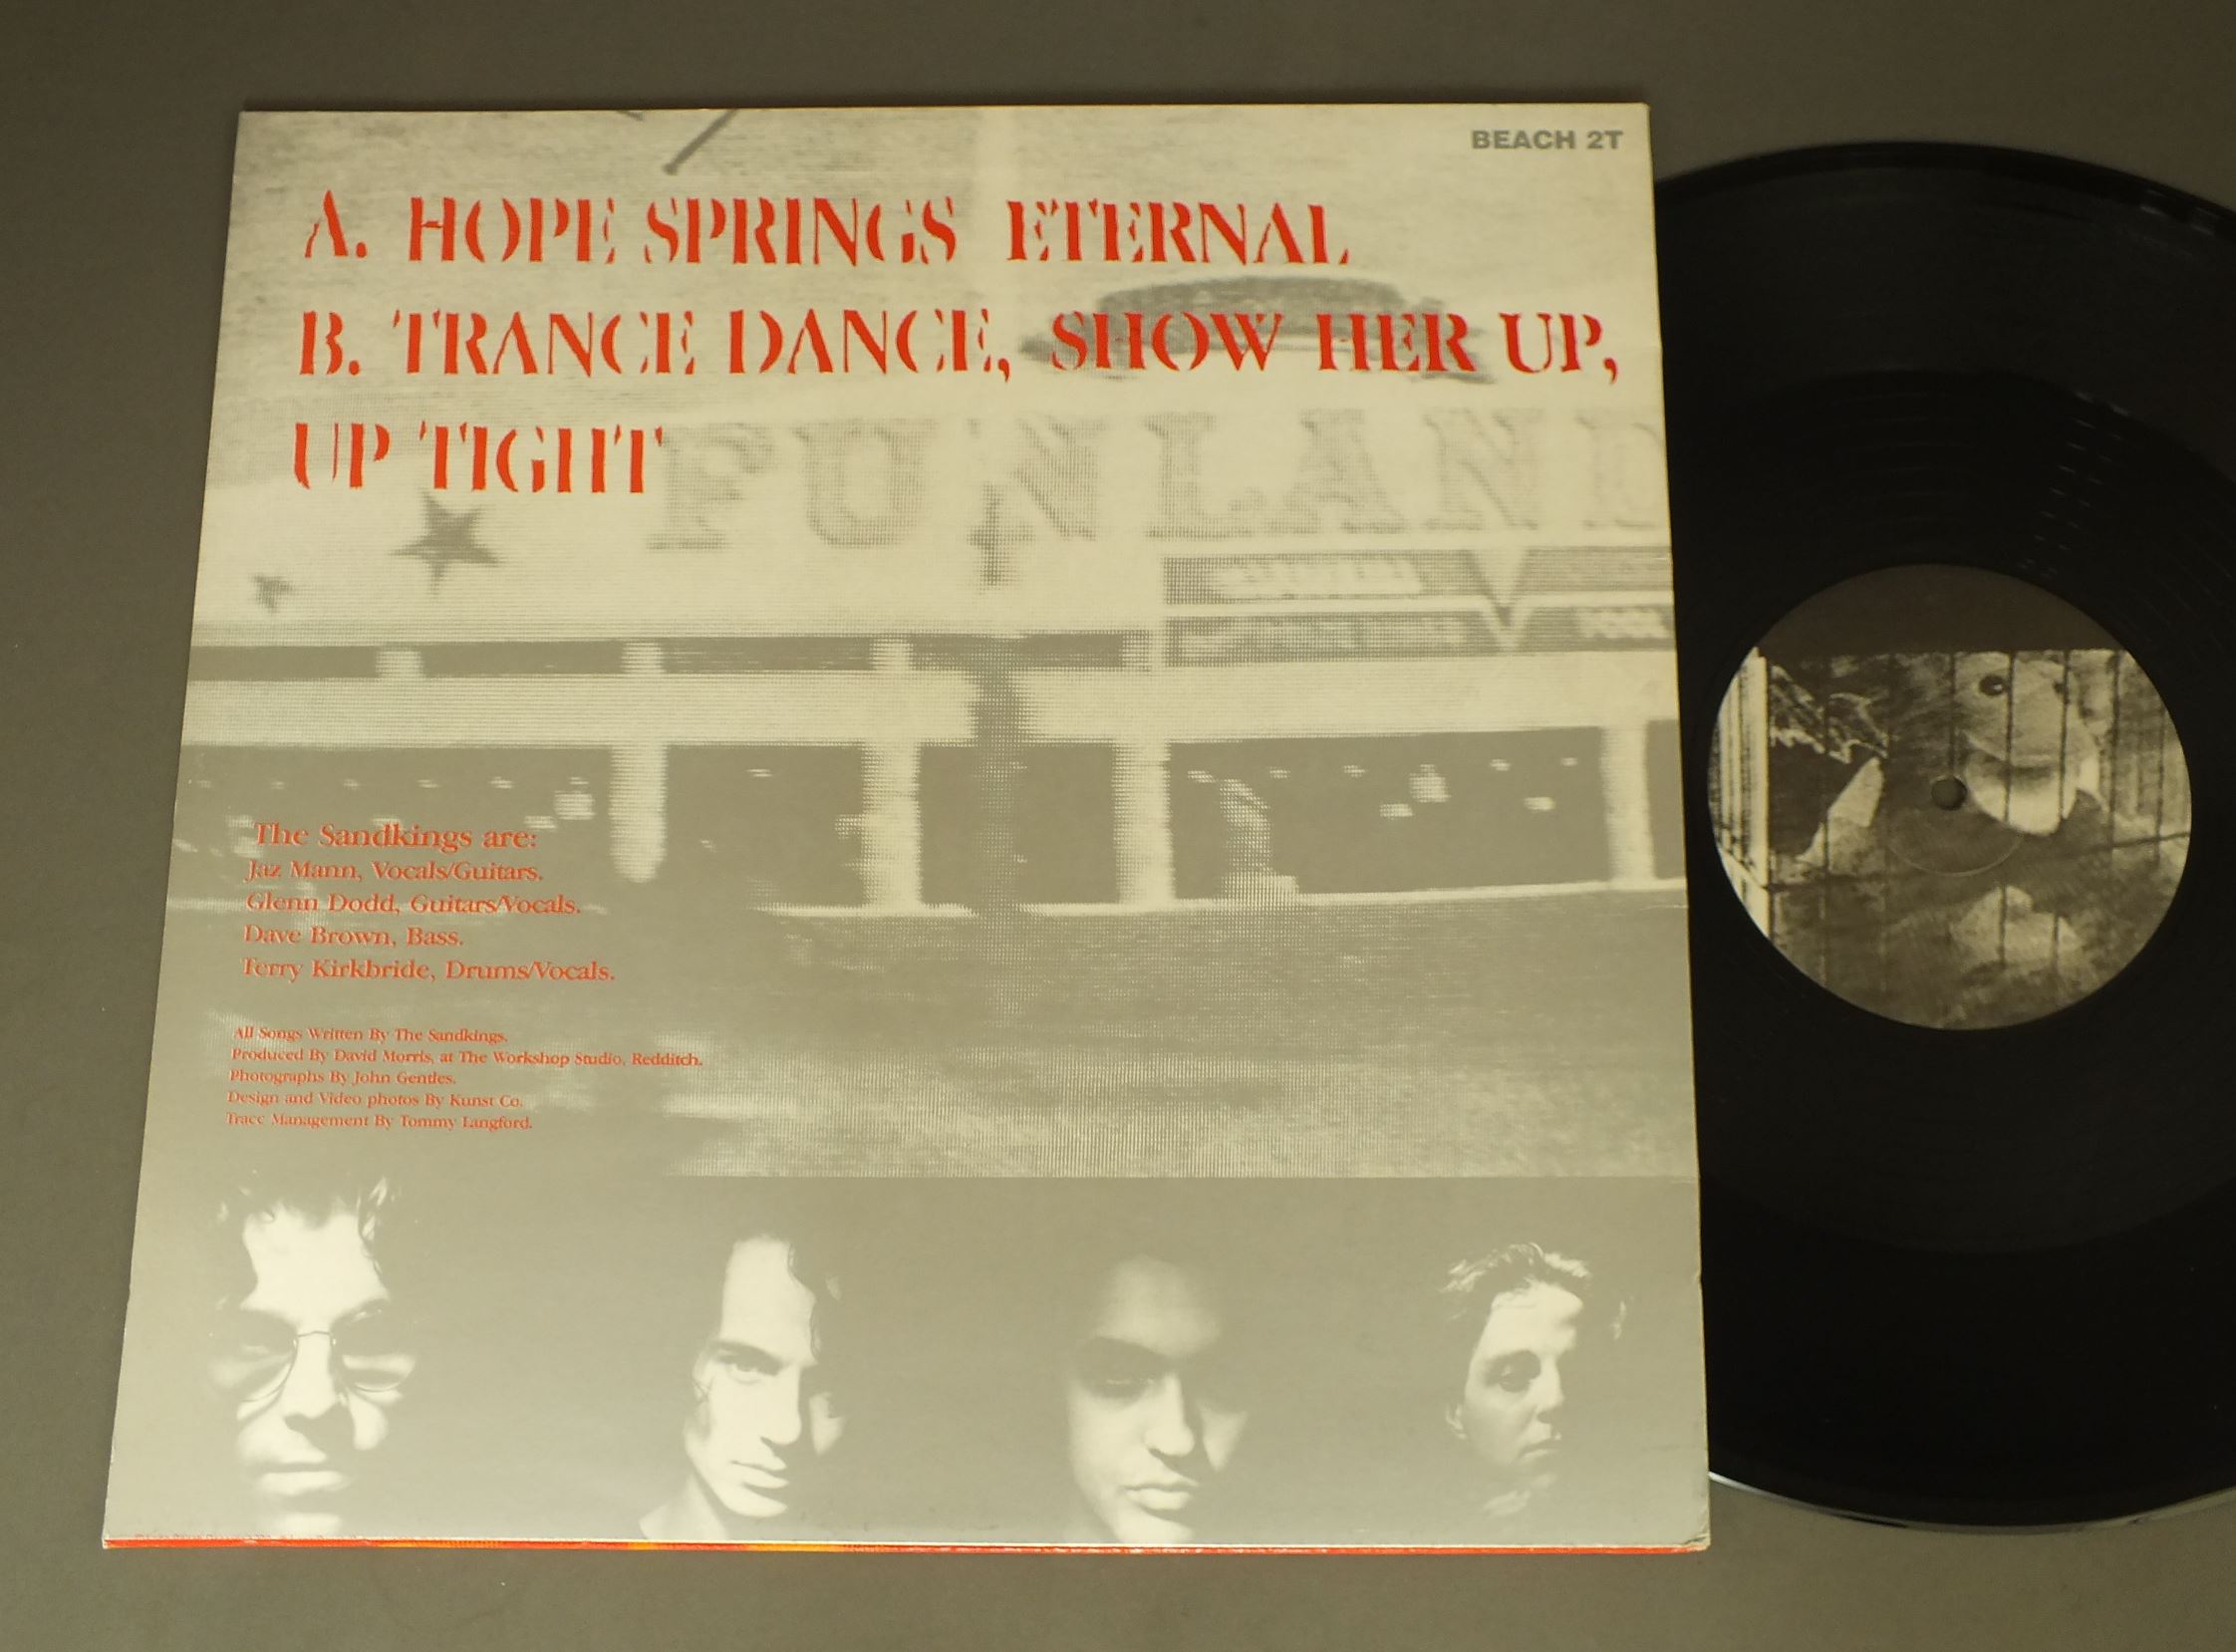 BEACH 2T
A. HOPE SPRINGS ETERNAL
B. TRANCE DANCE, SHOW HER UP,
UP TIGHT
FUNLAND
POOL
The Sandkings are:
Jaz Mann, Vocals/Guitars.
Glenn Dodd, Guitars/Vocals.
Dave Brown, Bass.
Terry Kirkbride, Drums/Vocals.
All Songs Written By The Sandkings.
Produced By David Morris, at The Workshop Studio, Redditch.
Photographs By John Gentles.
Design and Video photos By Kunst Co.
Trace Management By Tommy Langford.